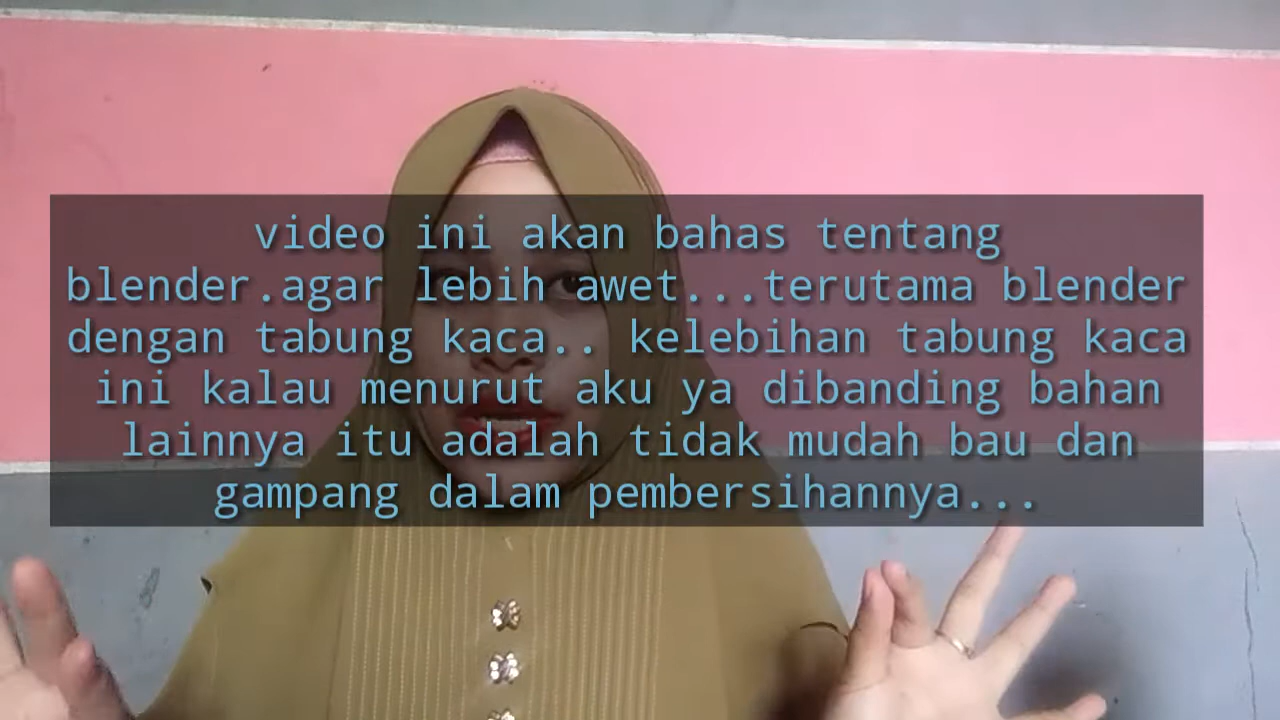 video ini akan bahas tentang
blender.agar lebih awet...terutama blender
dengan tabung kaca.. kelebihan tabung kaca
ini kalau menurut aku ya dibanding bahan
lainnya itu adalah tidak mudah bau dan
gampang dalam pembersihannya...